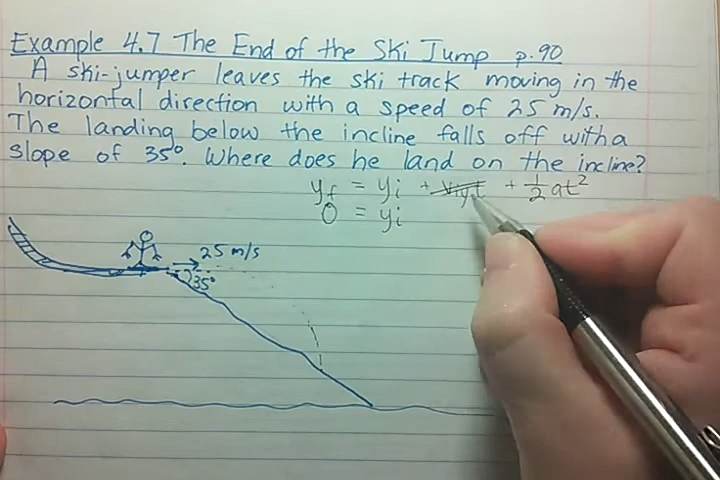 Example 4.7 The End of the Ski Jump p.90
A ski-jumper leaves the ski track moving in the
horizontal direction with a speed of 25 m/s.
The landing below the incline falls off with a
slope of 35°. Where does he land on the incline?
yf = yi + viyt + ½at²
0 = yi
25 m/s
35°